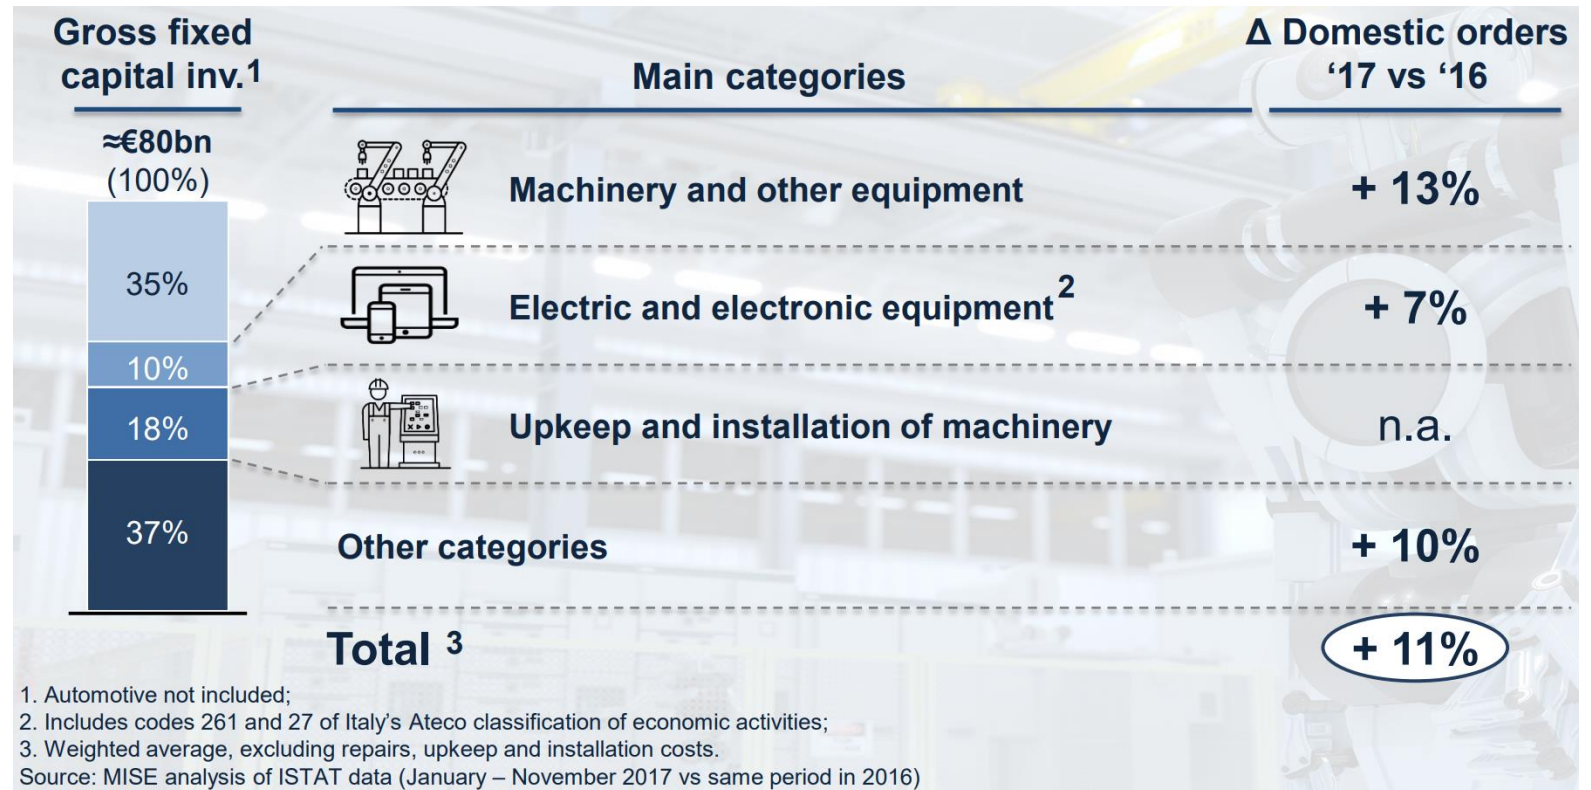 Gross fixed
capital inv.1
Main categories
Δ Domestic orders
‘17 vs ‘16
≈€80bn
(100%)
35%
Machinery and other equipment
+ 13%
10%
Electric and electronic equipment2
+ 7%
18%
Upkeep and installation of machinery
n.a.
37%
Other categories
+ 10%
Total 3
+ 11%
1. Automotive not included;
2. Includes codes 261 and 27 of Italy’s Ateco classification of economic activities;
3. Weighted average, excluding repairs, upkeep and installation costs.
Source: MISE analysis of ISTAT data (January – November 2017 vs same period in 2016)